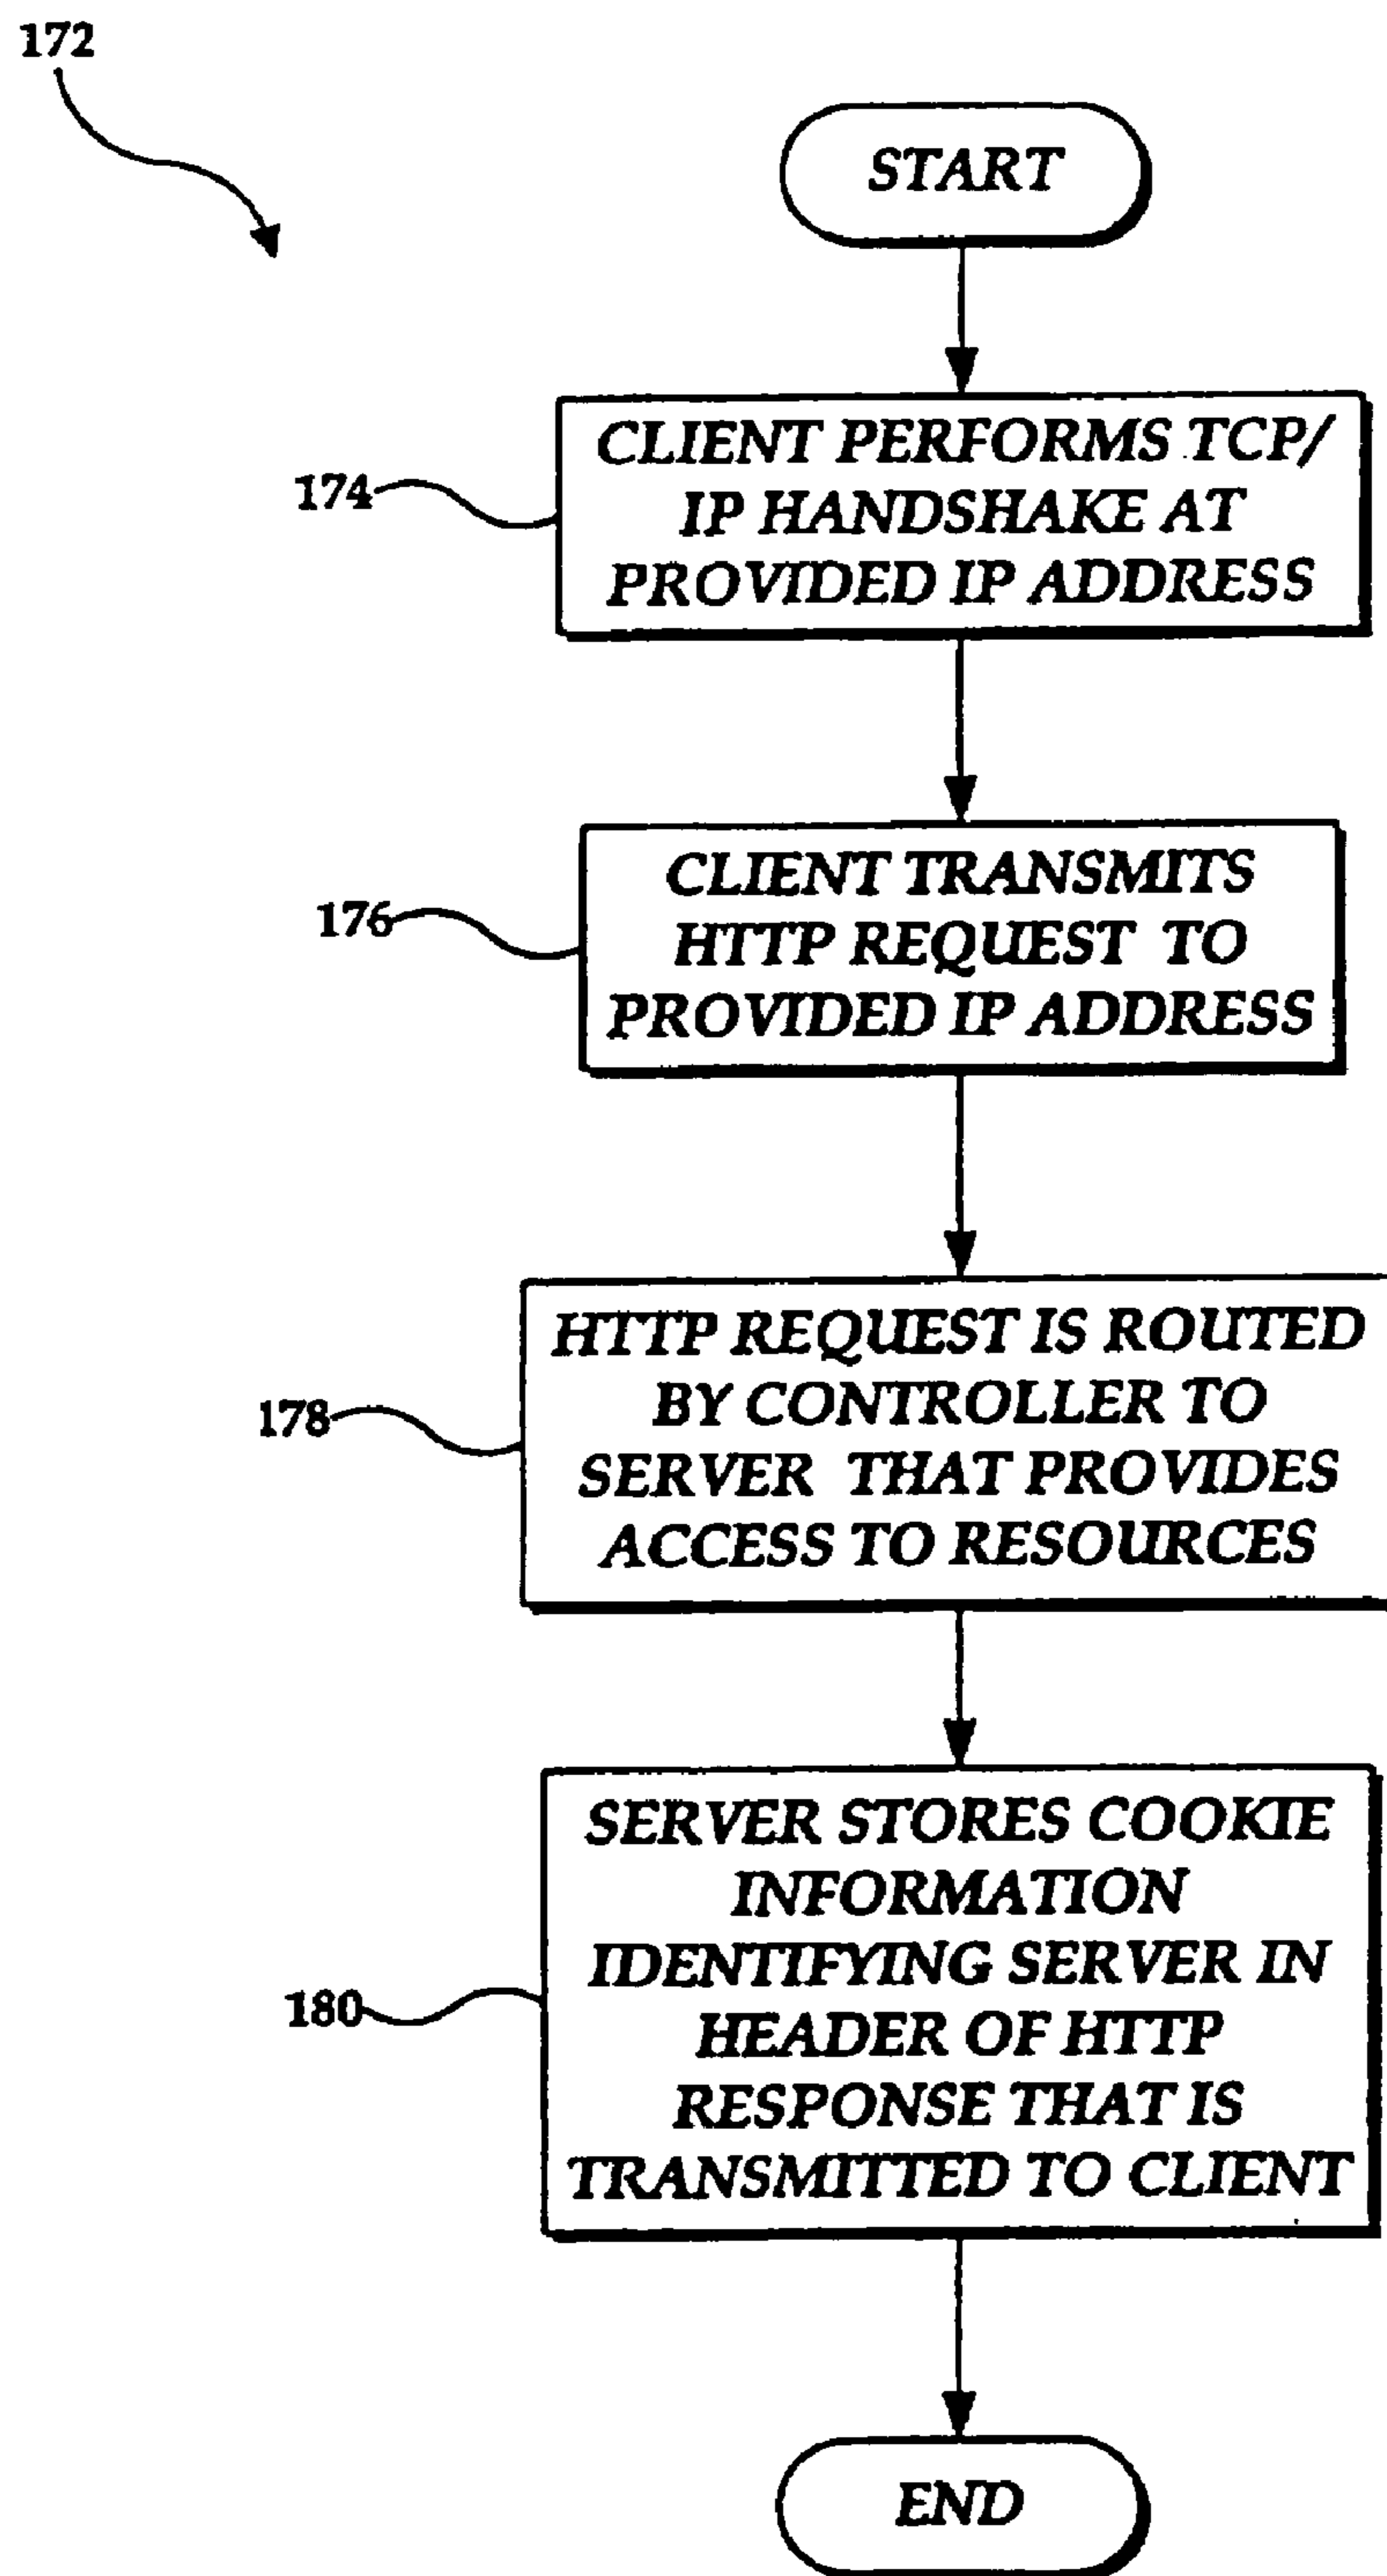 172
START
174
CLIENT PERFORMS TCP/
IP HANDSHAKE AT
PROVIDED IP ADDRESS
176
CLIENT TRANSMITS
HTTP REQUEST TO
PROVIDED IP ADDRESS
178
HTTP REQUEST IS ROUTED
BY CONTROLLER TO
SERVER THAT PROVIDES
ACCESS TO RESOURCES
180
SERVER STORES COOKIE
INFORMATION
IDENTIFYING SERVER IN
HEADER OF HTTP
RESPONSE THAT IS
TRANSMITTED TO CLIENT
END